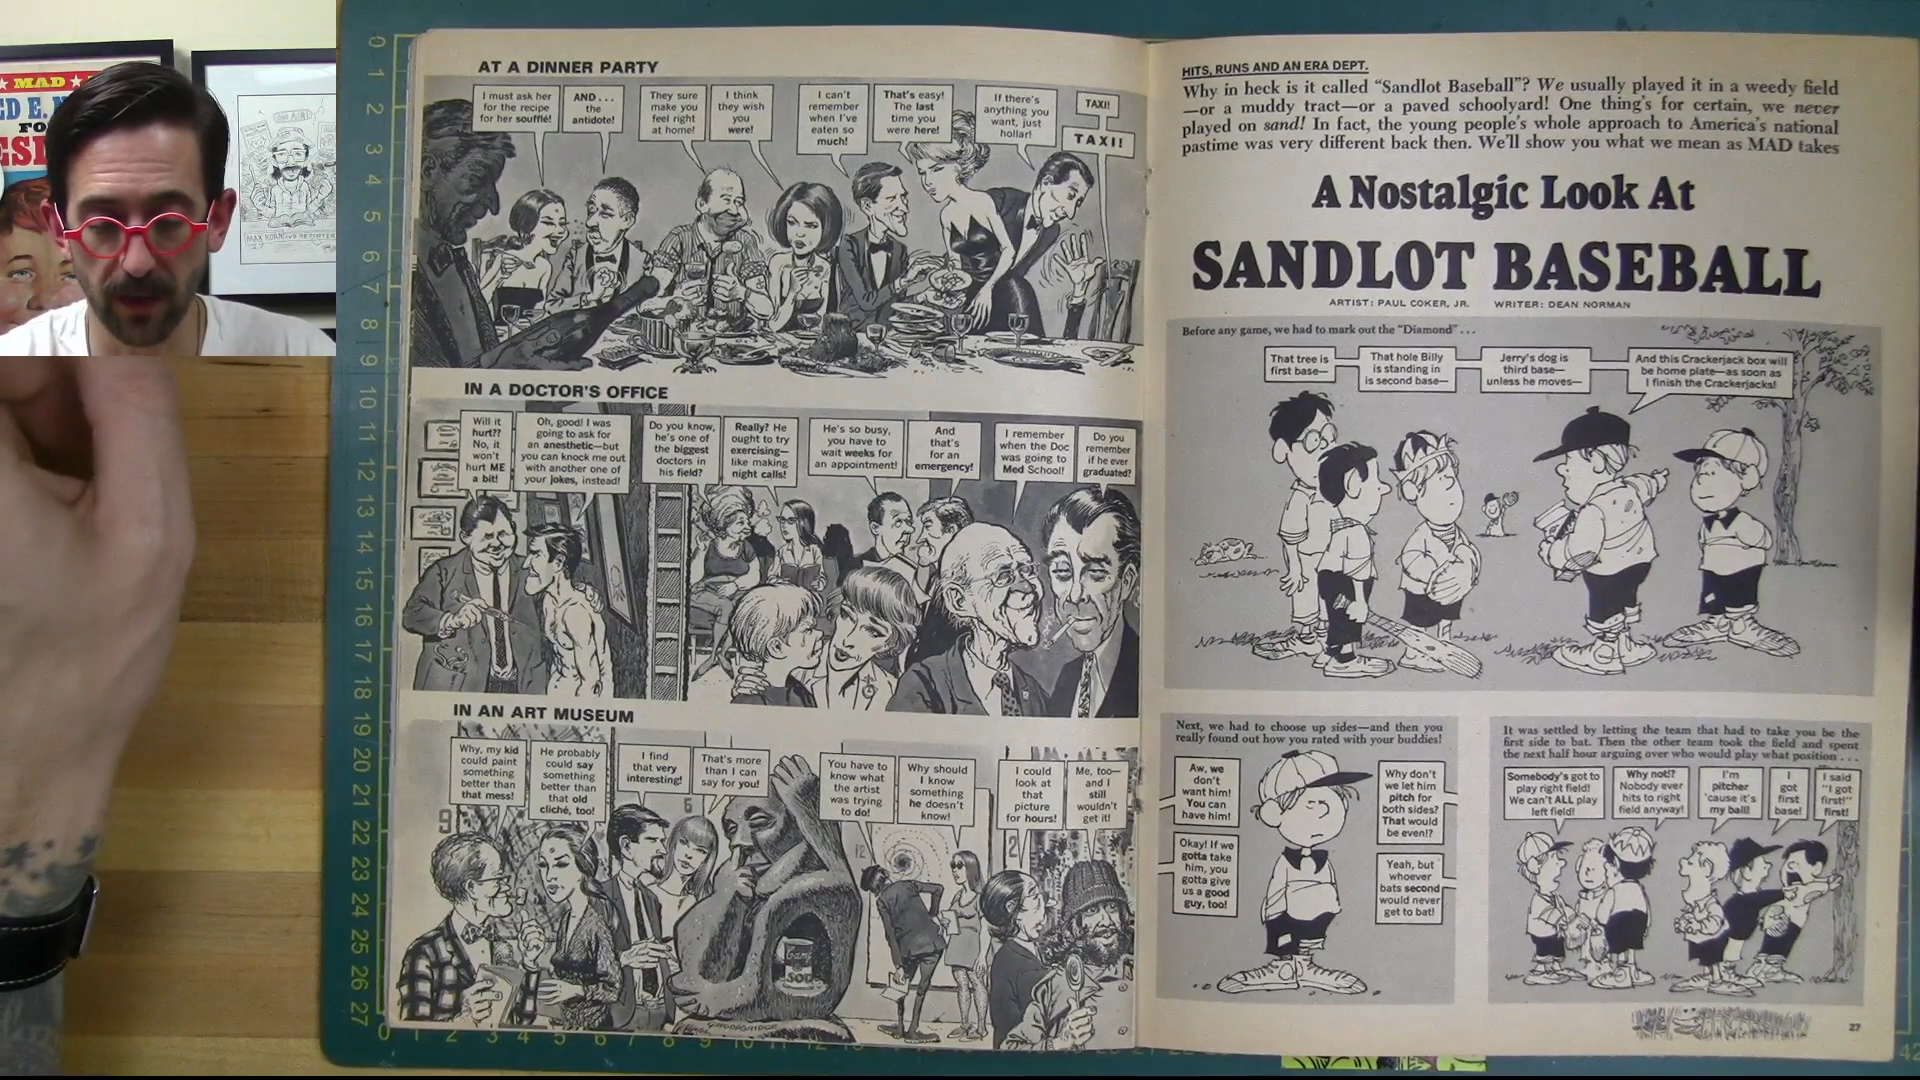 MAD
ED E. N
FO
ESI
AT A DINNER PARTY
I must ask her
for the recipe
for her soufflé!
AND...
the
antidote!
They sure
make you
feel right
at home!
I think
they wish
you
were!
I can't
remember
when I've
eaten so
much!
That's easy!
The last
time you
were here!
If there's
anything you
want, just
hollar!
TAXI!
TAXI!
IN A DOCTOR'S OFFICE
Will it
hurt??
No, it
won't
hurt ME
a bit!
Oh, good! I was
going to ask for
an anesthetic—but
you can knock me out
with another one of
your jokes, instead!
Do you know,
he's one of
the biggest
doctors in
his field?
Really? He
ought to try
exercising—
like making
night calls!
He's so busy,
you have to
wait weeks for
an appointment!
And
that's
for an
emergency!
I remember
when the Doc
was going to
Med School!
Do you
remember
if he ever
graduated?
IN AN ART MUSEUM
Why, my kid
could paint
something
better than
that mess!
He probably
could say
something
better than
that old
cliché, too!
I find
that very
interesting!
That's more
than I can
say for you!
You have to
know what
the artist
was trying
to do!
Why should
I know
something
he doesn't
know!
I could
look at
that
picture
for hours!
Me, too—
and I
still
wouldn't
get it!
HITS, RUNS AND AN ERA DEPT.
Why in heck is it called "Sandlot Baseball"? We usually played it in a weedy field
—or a muddy tract—or a paved schoolyard! One thing's for certain, we never
played on sand! In fact, the young people's whole approach to America's national
pastime was very different back then. We'll show you what we mean as MAD takes
A Nostalgic Look At
SANDLOT BASEBALL
ARTIST: PAUL COKER, JR. WRITER: DEAN NORMAN
Before any game, we had to mark out the "Diamond" . . .
That tree is
first base—
That hole Billy
is standing in
is second base—
Jerry's dog is
third base—
unless he moves—
And this Crackerjack box will
be home plate—as soon as
I finish the Crackerjacks!
Next, we had to choose up sides—and then you
really found out how you rated with your buddies!
Aw, we
don't
want him!
You can
have him!
Okay! If we
gotta take
him, you
gotta give
us a good
guy, too!
Why don't
we let him
pitch for
both sides?
That would
be even!?
Yeah, but
whoever
bats second
would never
get to bat!
It was settled by letting the team that had to take you be the
first side to bat. Then the other team took the field and spent
the next half hour arguing over who would play what position . . .
Somebody's got to
play right field!
We can't ALL play
left field!
Why not!?
Nobody ever
hits to right
field anyway!
I'm
pitcher
'cause it's
my ball!
I
got
first
base!
I said
"I got
first!"
first!
27